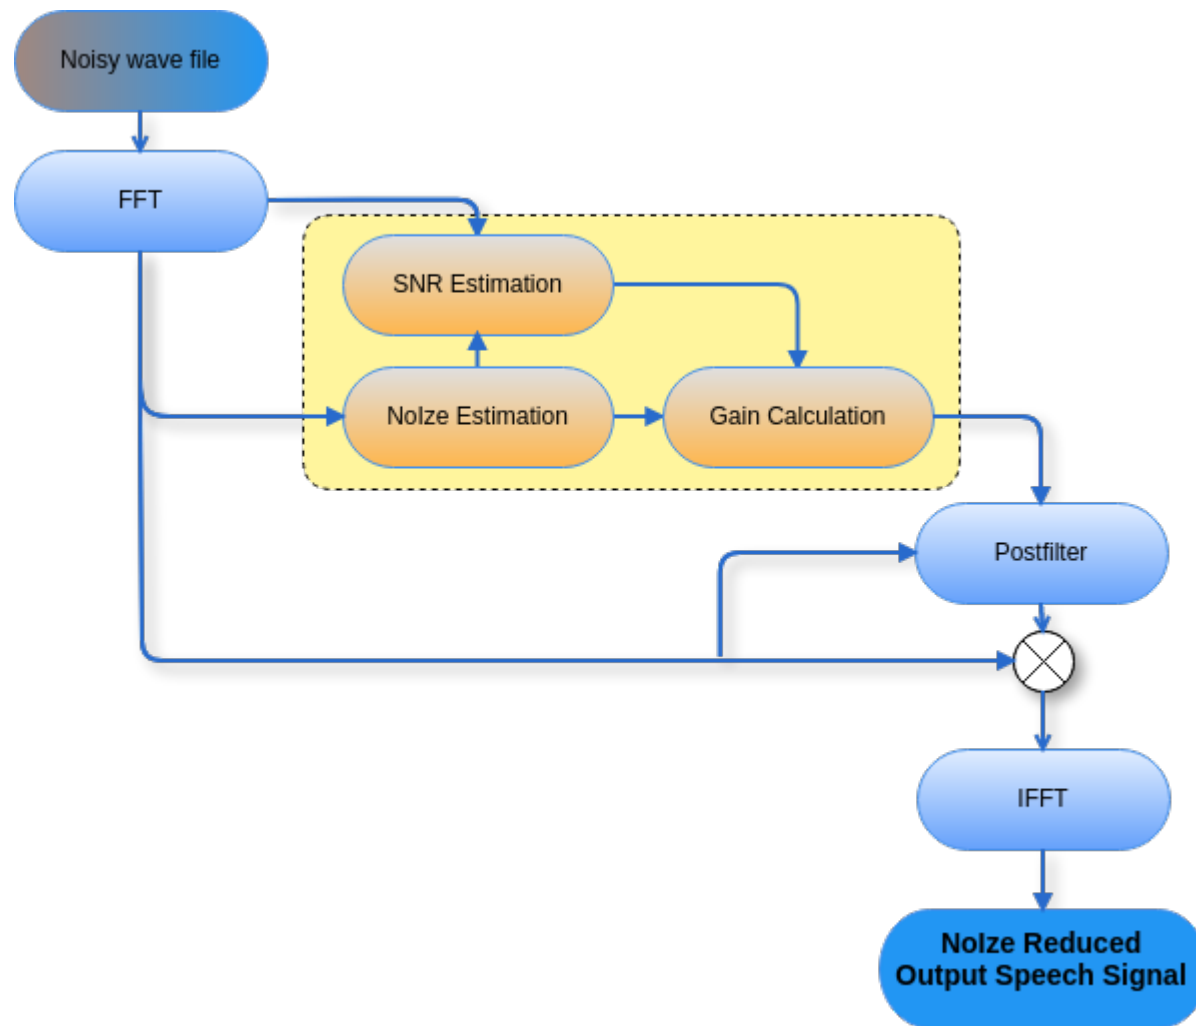 Noisy wave file
FFT
SNR Estimation
NoIze Estimation
Gain Calculation
Postfilter
IFFT
NoIze Reduced
Output Speech Signal